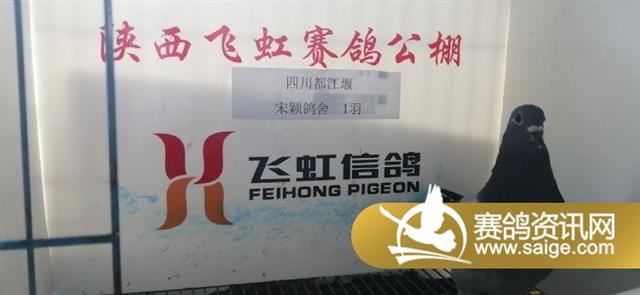 陕西飞虹赛鸽公棚
四川都江堰
宋颖鸽舍 1羽
飞虹信鸽
FEIHONG PIGEON
赛鸽资讯网
www.saige.com